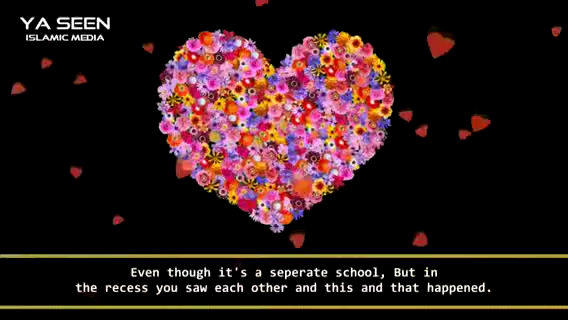 YA SEEN
ISLAMIC MEDIA
Even though it's a seperate school, But in
the recess you saw each other and this and that happened.